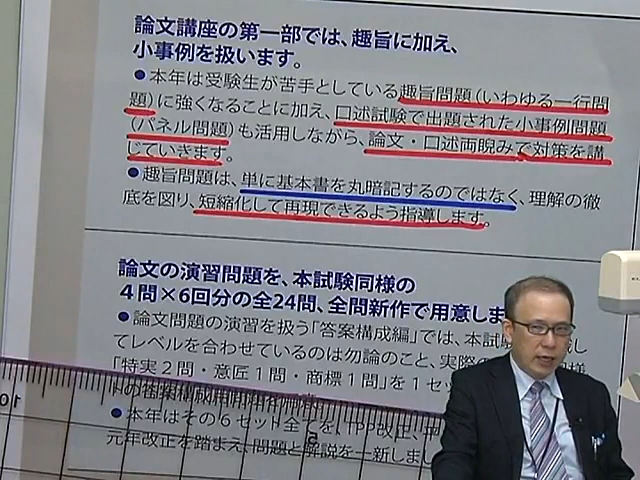 論文講座の第一部では、趣旨に加え、
小事例を扱います。
●本年は受験生が苦手としている趣旨問題（いわゆる一行問
題）に強くなることに加え、口述試験で出題された小事例問題
（パネル問題）も活用しながら、論文・口述両睨みで対策を講
じていきます。
●趣旨問題は、単に基本書を丸暗記するのではなく、理解の徹
底を図り、短縮化して再現できるよう指導します。
論文の演習問題を、本試験同様の
4問×6回分の全24問、全問新作で用意しま
●論文問題の演習を扱う「答案構成編」では、本試
てレベルを合わせているのは勿論のこと、実際の
「特実2問・意匠1問・商標1問」を1セッ
●本年はその6セット全てを、TPP改正、平
元年改正を踏まえ、問題と解説を一新しまし
10